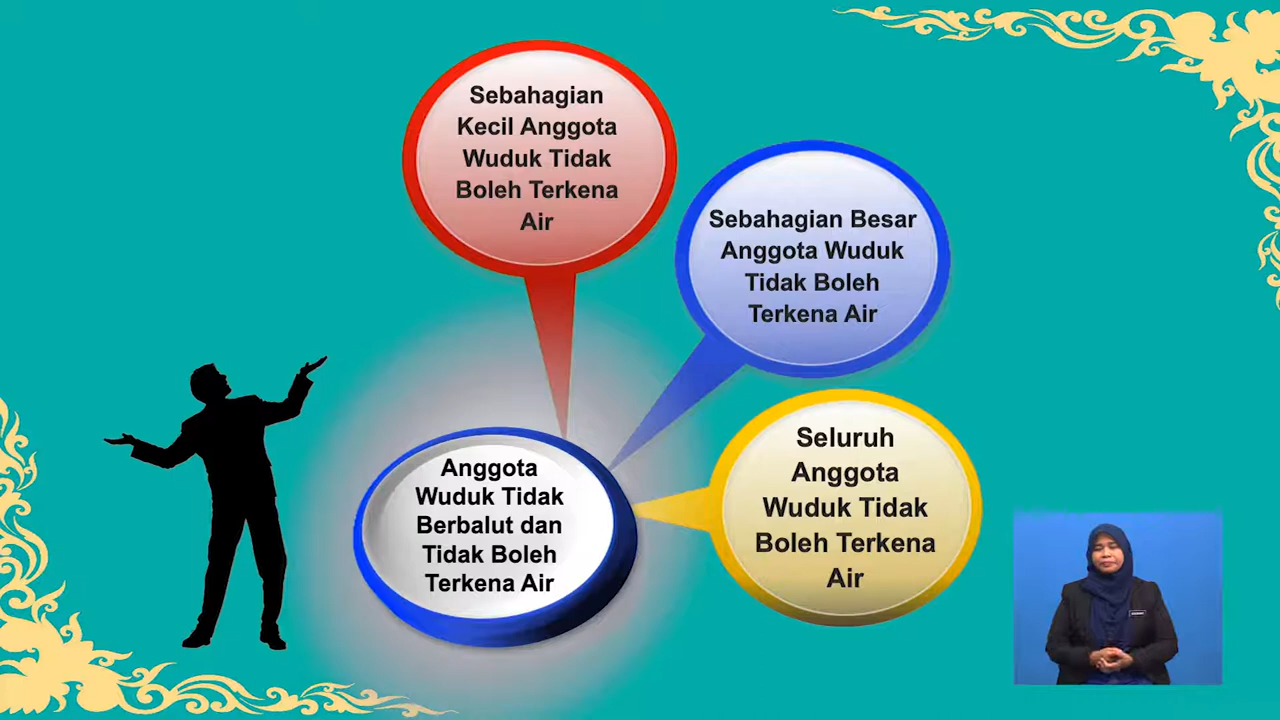 Sebahagian
Kecil Anggota
Wuduk Tidak
Boleh Terkena
Air
Sebahagian Besar
Anggota Wuduk
Tidak Boleh
Terkena Air
Seluruh
Anggota
Wuduk Tidak
Boleh Terkena
Air
Anggota
Wuduk Tidak
Berbalut dan
Tidak Boleh
Terkena Air